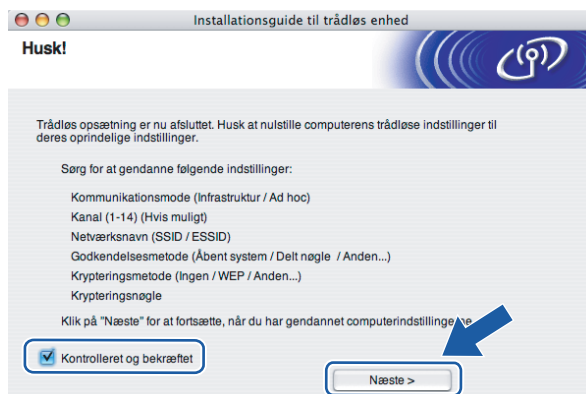 Installationsguide til trådløs enhed
Husk!
Trådløs opsætning er nu afsluttet. Husk at nulstille computerens trådløse indstillinger til
deres oprindelige indstillinger.
Sørg for at gendanne følgende indstillinger:
Kommunikationsmode (Infrastruktur / Ad hoc)
Kanal (1-14) (Hvis muligt)
Netværksnavn (SSID / ESSID)
Godkendelsesmetode (Åbent system / Delt nøgle / Anden...)
Krypteringsmetode (Ingen / WEP / Anden...)
Krypteringsnøgle
Klik på "Næste" for at fortsætte, når du har gendannet
Kontrolleret og bekræftet
Næste >